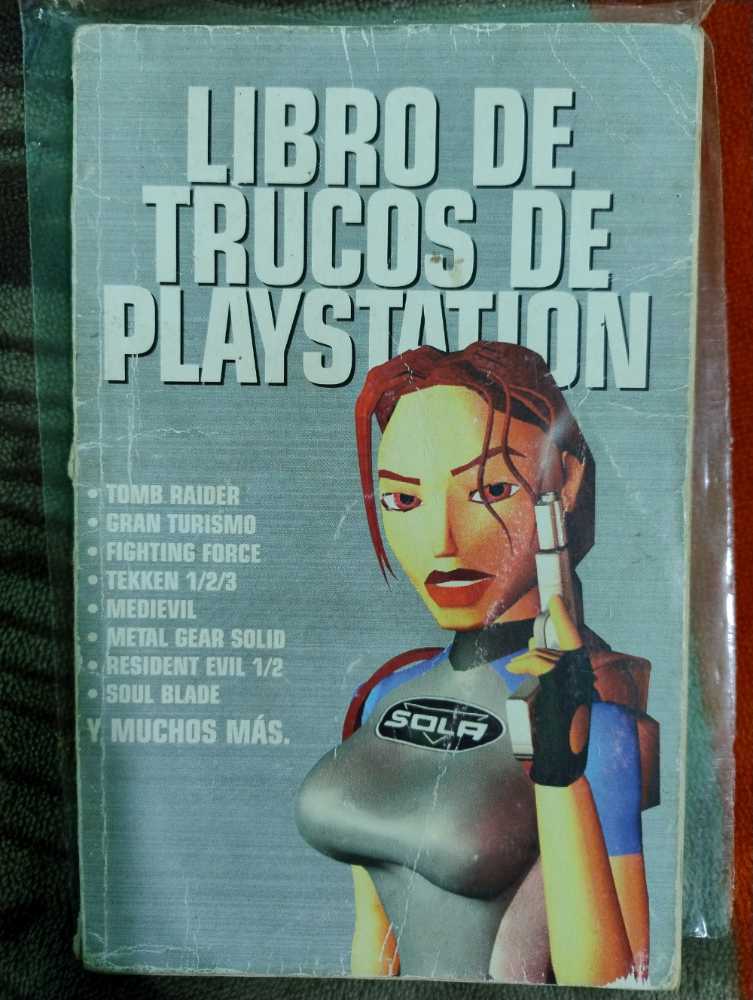 LIBRO DE
TRUCOS DE
PLAYSTATION
• TOMB RAIDER
• GRAN TURISMO
• FIGHTING FORCE
• TEKKEN 1/2/3
• MEDIEVIL
• METAL GEAR SOLID
• RESIDENT EVIL 1/2
• SOUL BLADE
Y MUCHOS MÁS.
SOLA